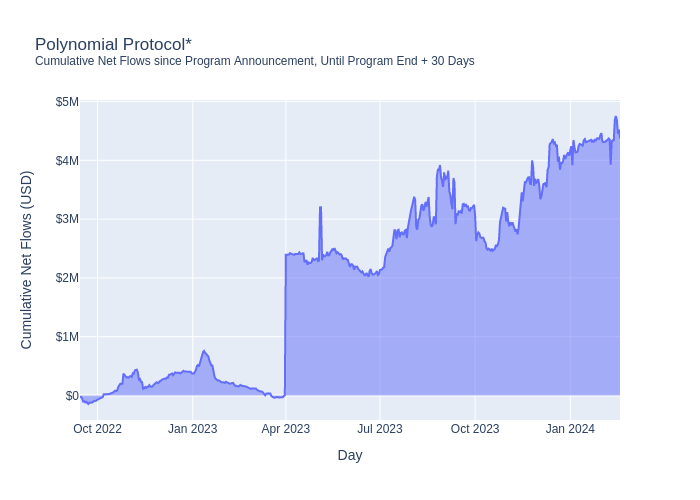 Polynomial Protocol*
Cumulative Net Flows since Program Announcement, Until Program End + 30 Days
Cumulative Net Flows (USD)
$5M
$4M
$3M
$2M
$1M
$0
Oct 2022
Jan 2023
Apr 2023
Jul 2023
Oct 2023
Jan 2024
Day